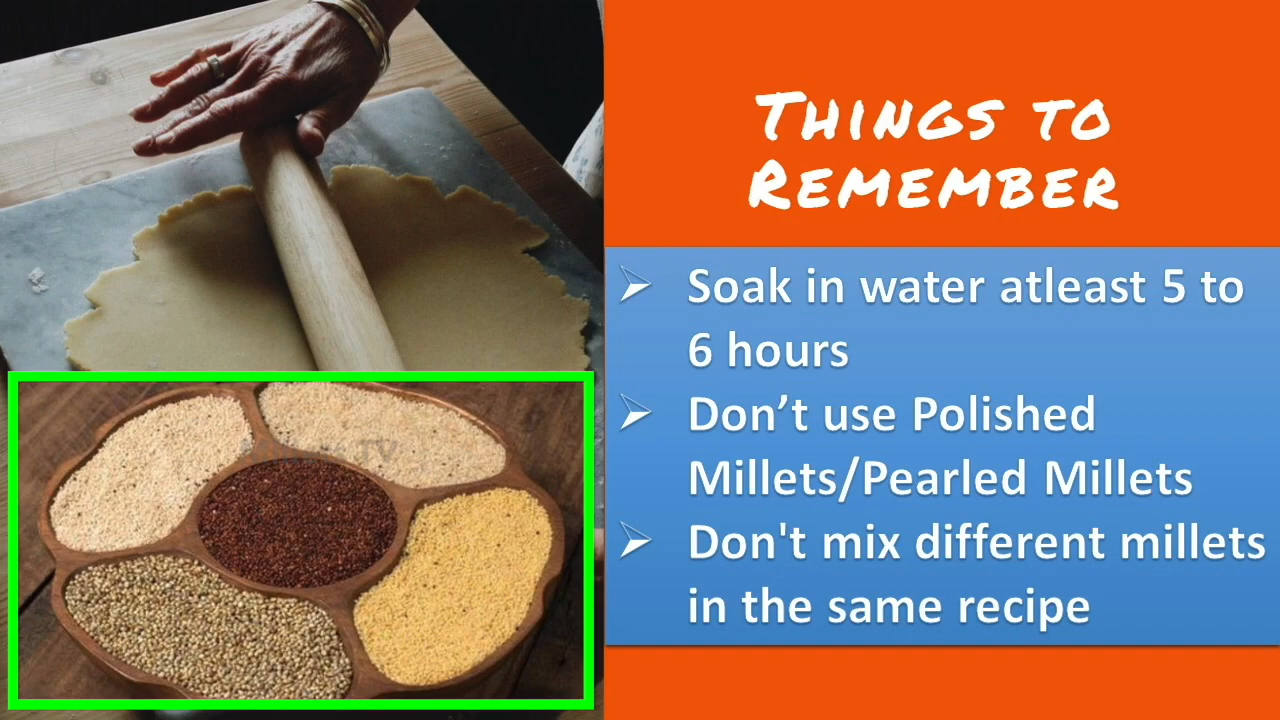 Things to
Remember
➢ Soak in water atleast 5 to
6 hours
➢ Don’t use Polished
Millets/Pearled Millets
➢ Don't mix different millets
in the same recipe
TV